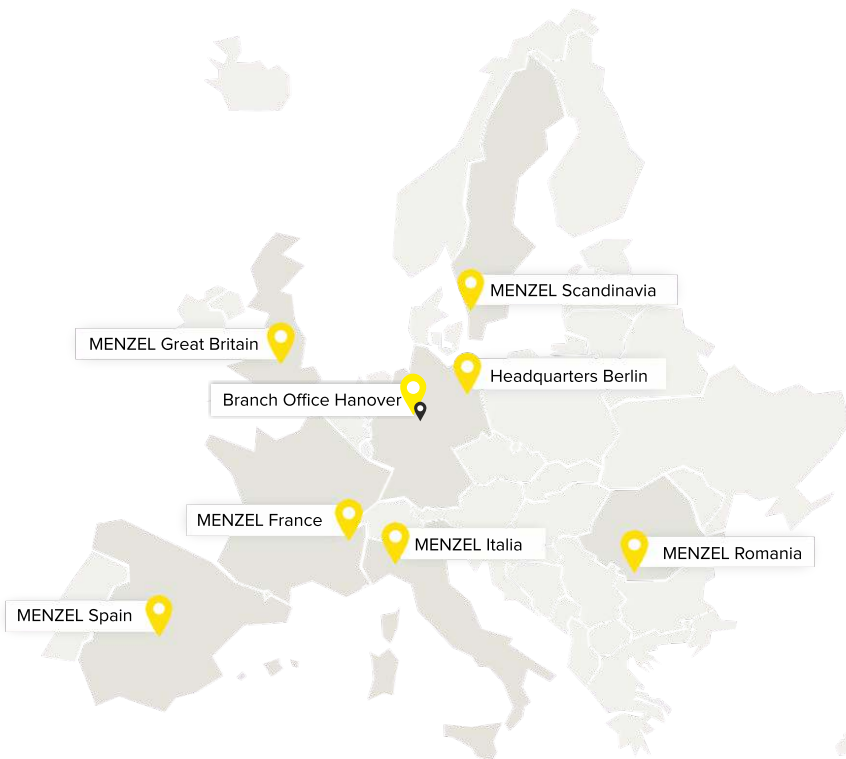 MENZEL Scandinavia
MENZEL Great Britain
Headquarters Berlin
Branch Office Hanover
MENZEL France
MENZEL Italia
MENZEL Romania
MENZEL Spain